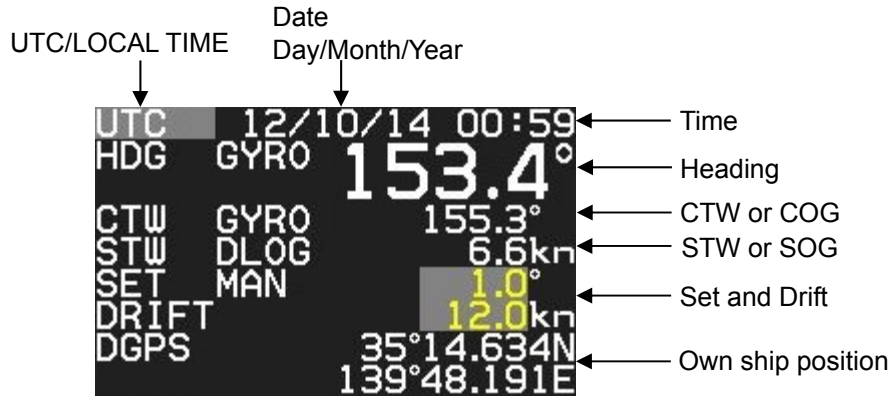 Date
UTC/LOCAL TIME
Day/Month/Year
UTC 12/10/14 00:59
Time
HDG GYRO 153.4°
Heading
CTW GYRO 155.3°
CTW or COG
STW DLOG 6.6kn
STW or SOG
SET MAN 1.0°
DRIFT 12.0kn
Set and Drift
DGPS 35°14.634N
139°48.191E
Own ship position